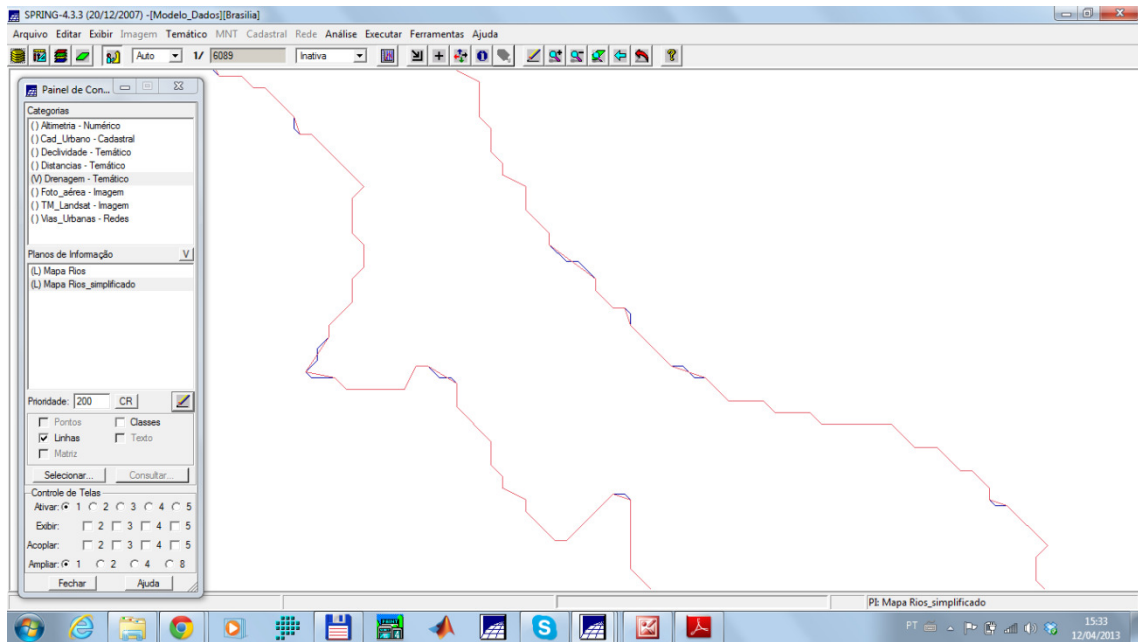 SPRING-4.3.3 (20/12/2007) -[Modelo_Dados][Brasilia]
Arquivo Editar Exibir Imagem Temático MNT Cadastral Rede Análise Executar Ferramentas Ajuda
Auto 1/ 6089 Inativa
Painel de Con...
Categorias
() Altimetria - Numérico
() Cad_Urbano - Cadastral
() Declividade - Temático
() Distancias - Temático
(V) Drenagem - Temático
() Foto_aérea - Imagem
() TM_Landsat - Imagem
() Vias_Urbanas - Redes
Planos de Informação V
(L) Mapa Rios
(L) Mapa Rios_simplificado
Prioridade: 200 CR
Pontos Classes
Linhas Texto
Matriz
Selecionar... Consultar...
Controle de Telas
Ativar: 1 2 3 4 5
Exibir: 2 3 4 5
Acoplar: 2 3 4 5
Ampliar: 1 2 4 8
Fechar Ajuda
PI: Mapa Rios_simplificado
PT 15:33
12/04/2013